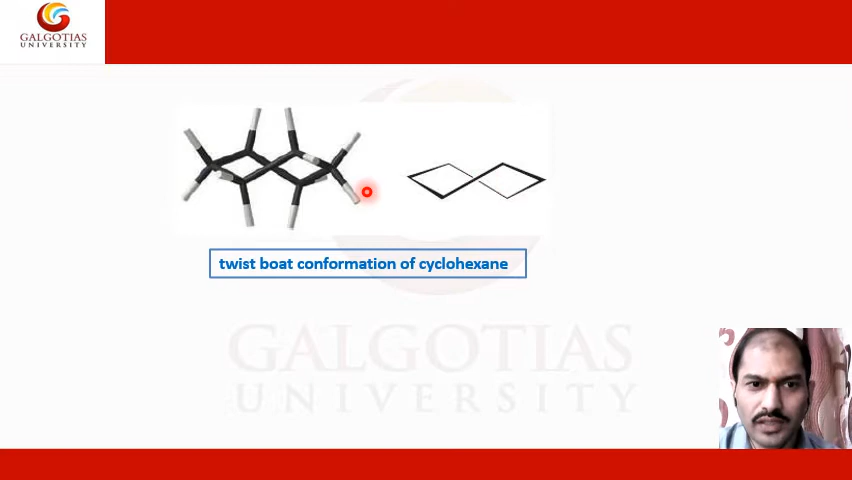 GALGOTIAS
UNIVERSITY
twist boat conformation of cyclohexane
GALGOTIAS
UNIVERSITY